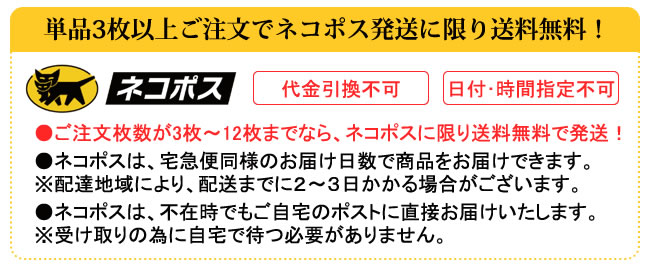 単品3枚以上ご注文でネコポス発送に限り送料無料！
ネコポス 代金引換不可 日付･時間指定不可
●ご注文枚数が3枚～12枚までなら、ネコポスに限り送料無料で発送！
●ネコポスは、宅急便同様のお届け日数で商品をお届けできます。
※配達地域により、配送までに２～３日かかる場合がございます。
●ネコポスは、不在時でもご自宅のポストに直接お届けいたします。
※受け取りの為に自宅で待つ必要がありません。